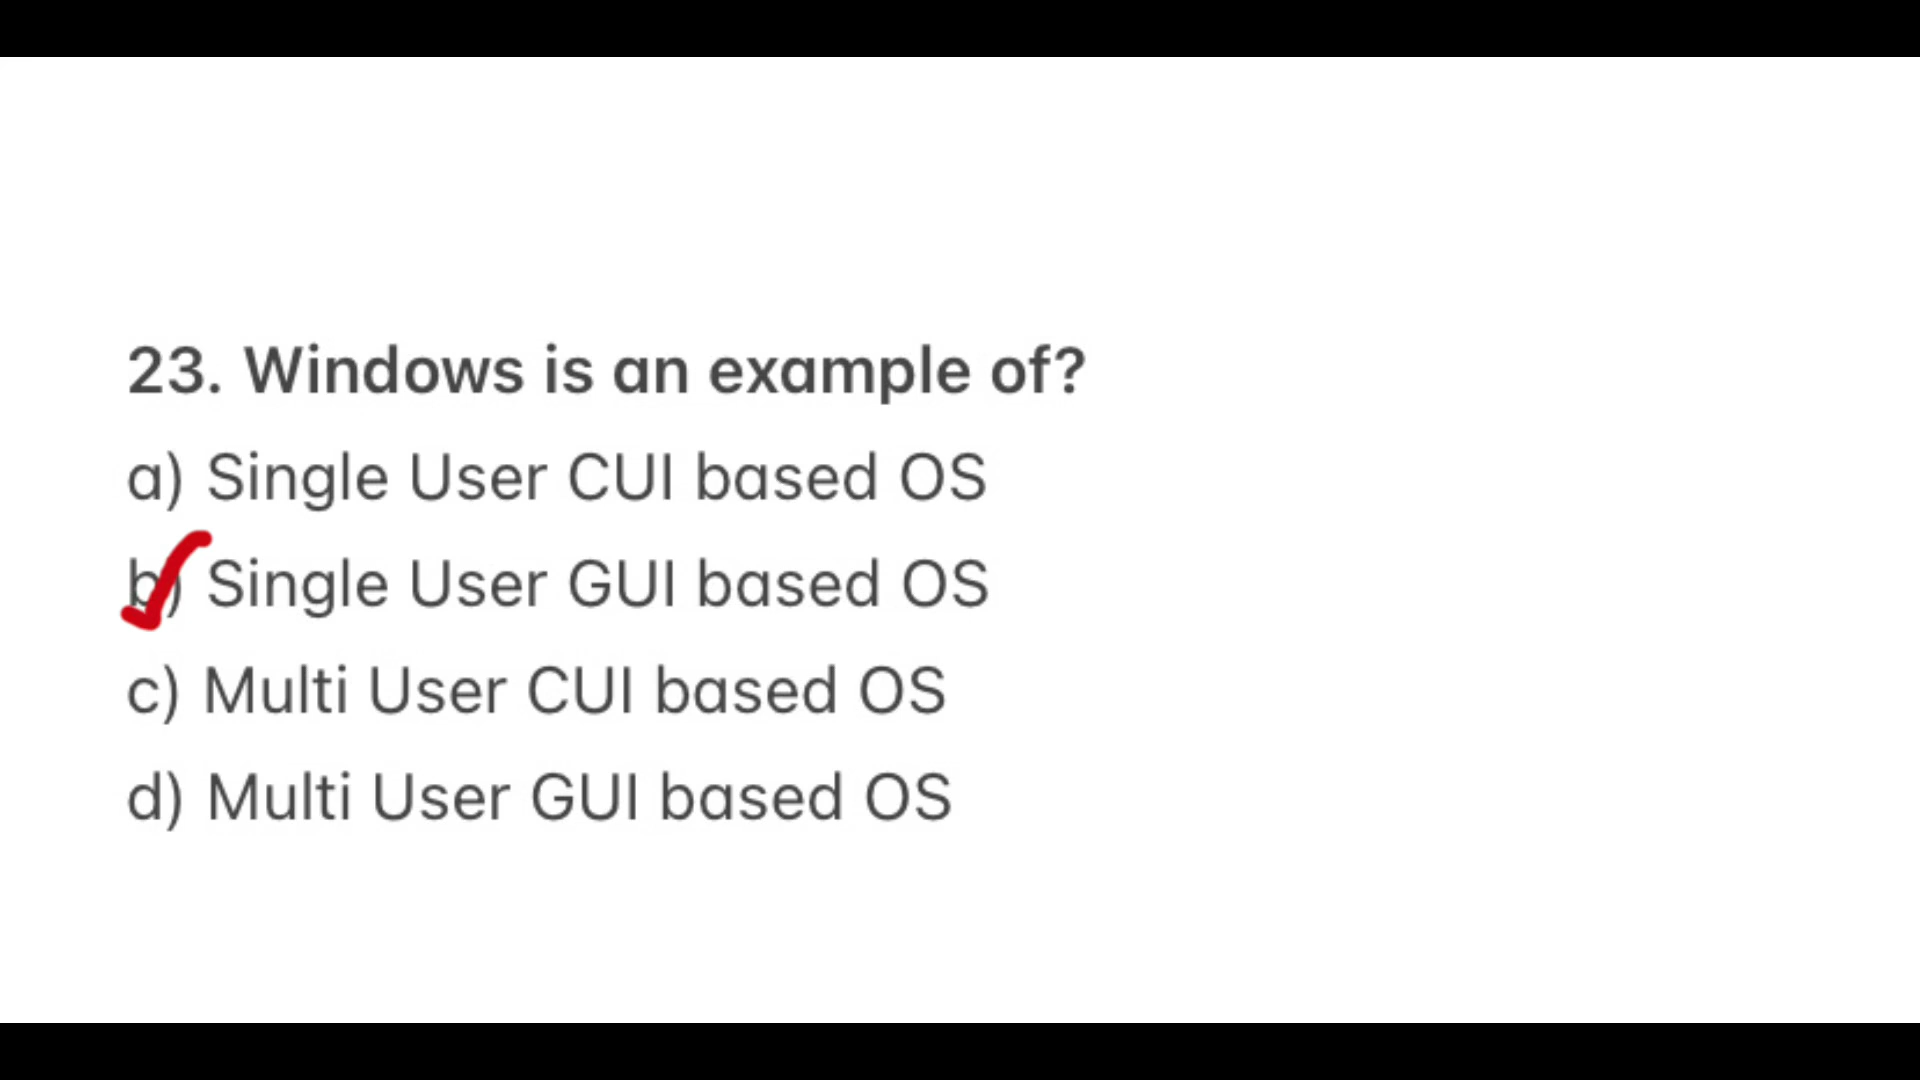 23. Windows is an example of?
a) Single User CUI based OS
b) Single User GUI based OS
c) Multi User CUI based OS
d) Multi User GUI based OS